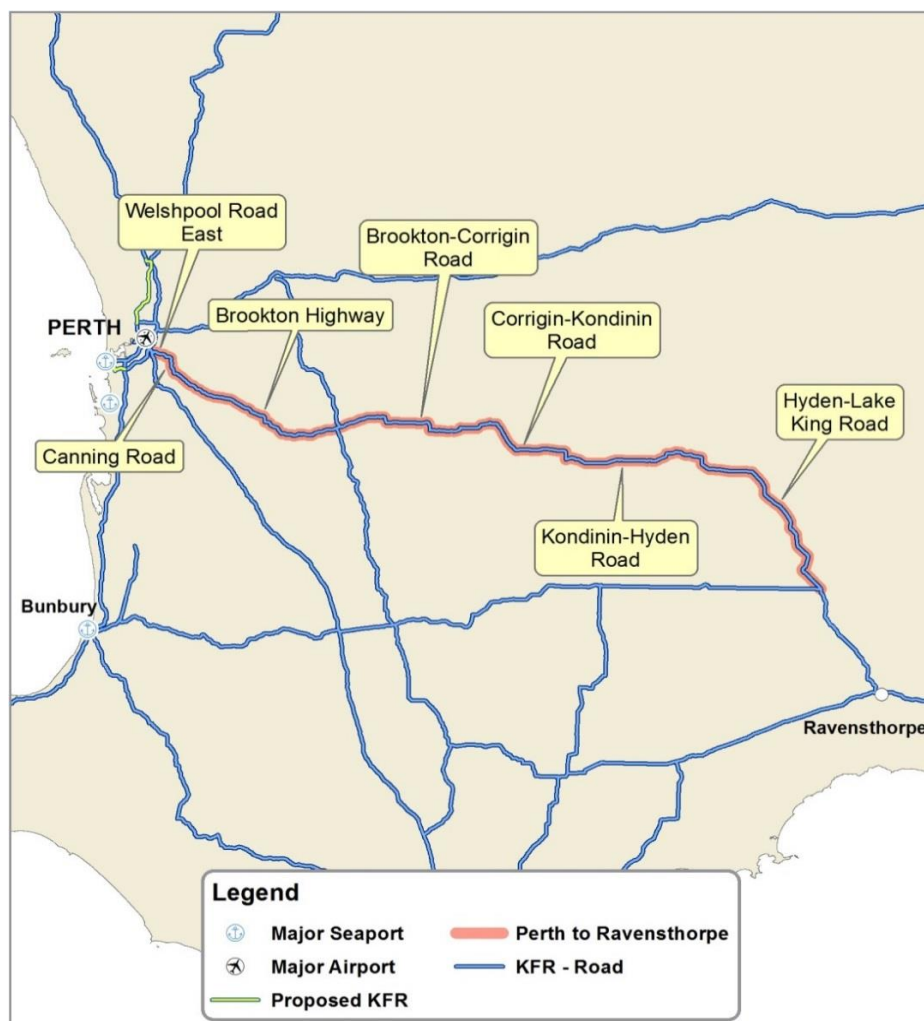 Welshpool Road
East
Brookton-Corrigin
Road
PERTH
Brookton Highway
Corrigin-Kondinin
Road
Hyden-Lake
King Road
Canning Road
Kondinin-Hyden
Road
Bunbury
Ravensthorpe
Legend
Major Seaport
Perth to Ravensthorpe
Major Airport
KFR - Road
Proposed KFR